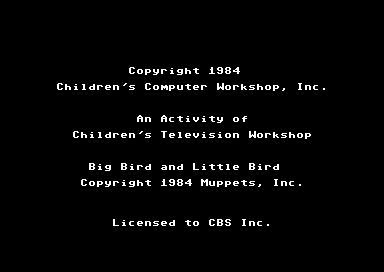 Copyright 1984
Children's Computer Workshop, Inc.
An Activity of
Children's Television Workshop
Big Bird and Little Bird
Copyright 1984 Muppets, Inc.
Licensed to CBS Inc.